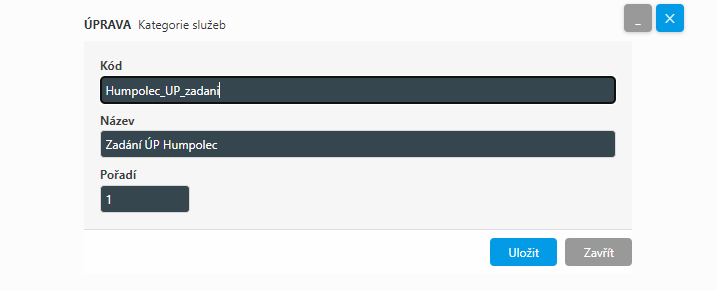 ÚPRAVA Kategorie služeb
Kód
Humpolec_UP_zadani
Název
Zadání ÚP Humpolec
Pořadí
1
Uložit Zavřít